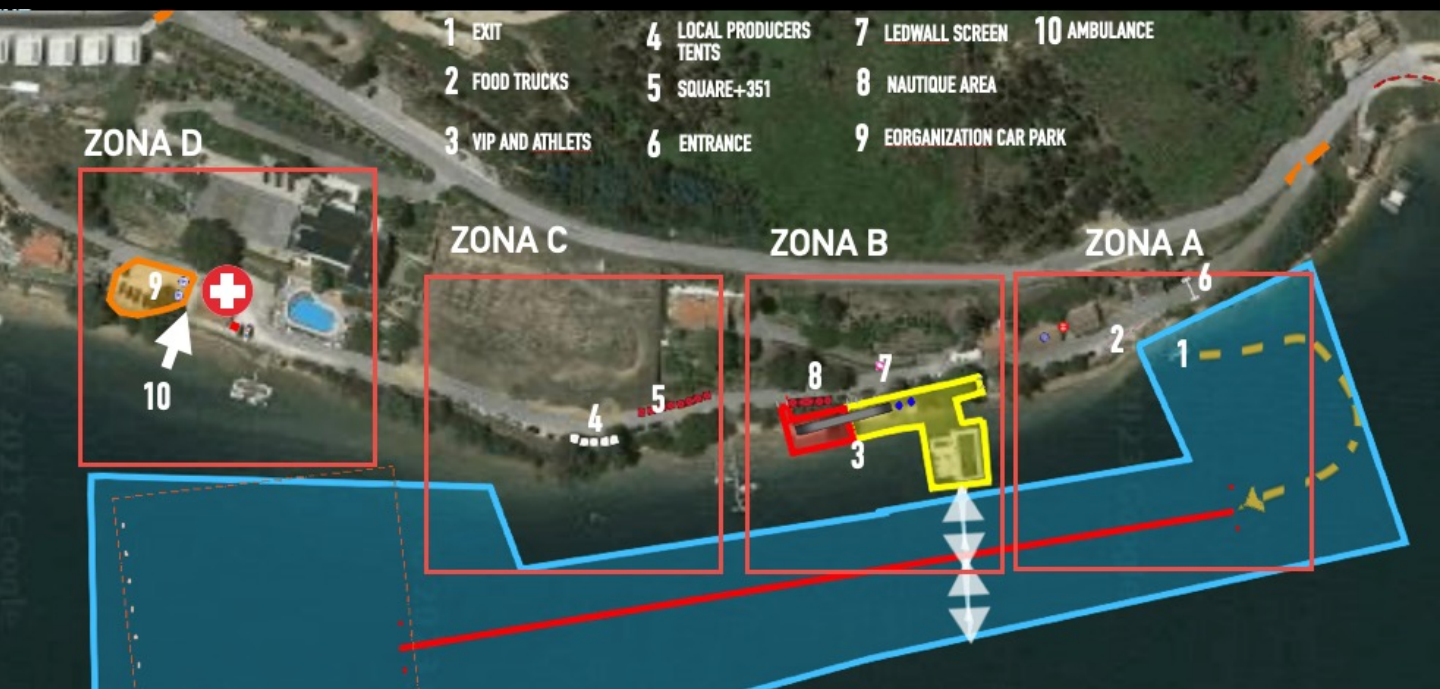 1 EXIT
4 LOCAL PRODUCERS
TENTS
7 LEDWALL SCREEN
10 AMBULANCE
2 FOOD TRUCKS
5 SQUARE+351
8 NAUTIQUE AREA
3 VIP AND ATHLETS
6 ENTRANCE
9 EORGANIZATION CAR PARK
ZONA D
ZONA C
ZONA B
ZONA A
6
9
2
1
7
8
10
5
4
3